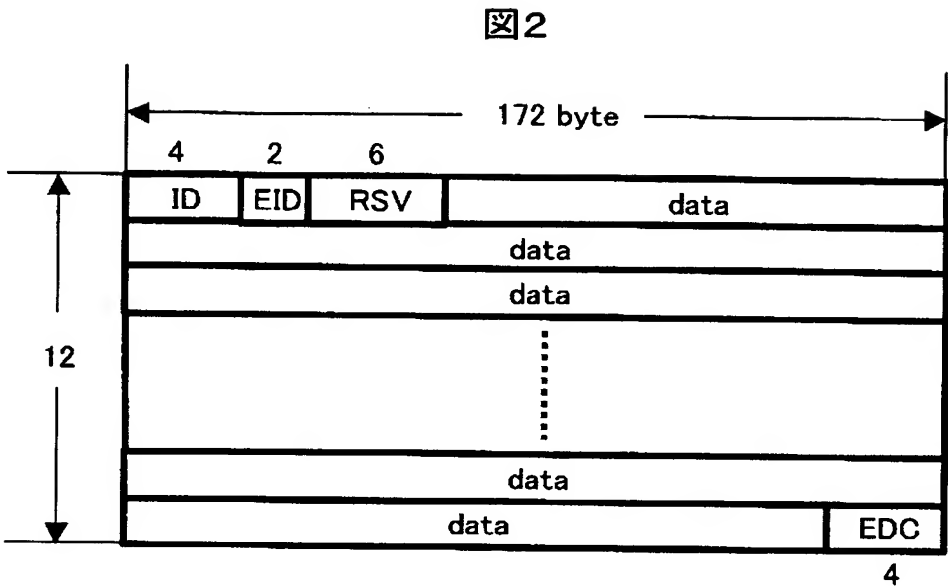 図2
172 byte
4 2 6
ID EID RSV data
data
data
12
data
data EDC
4